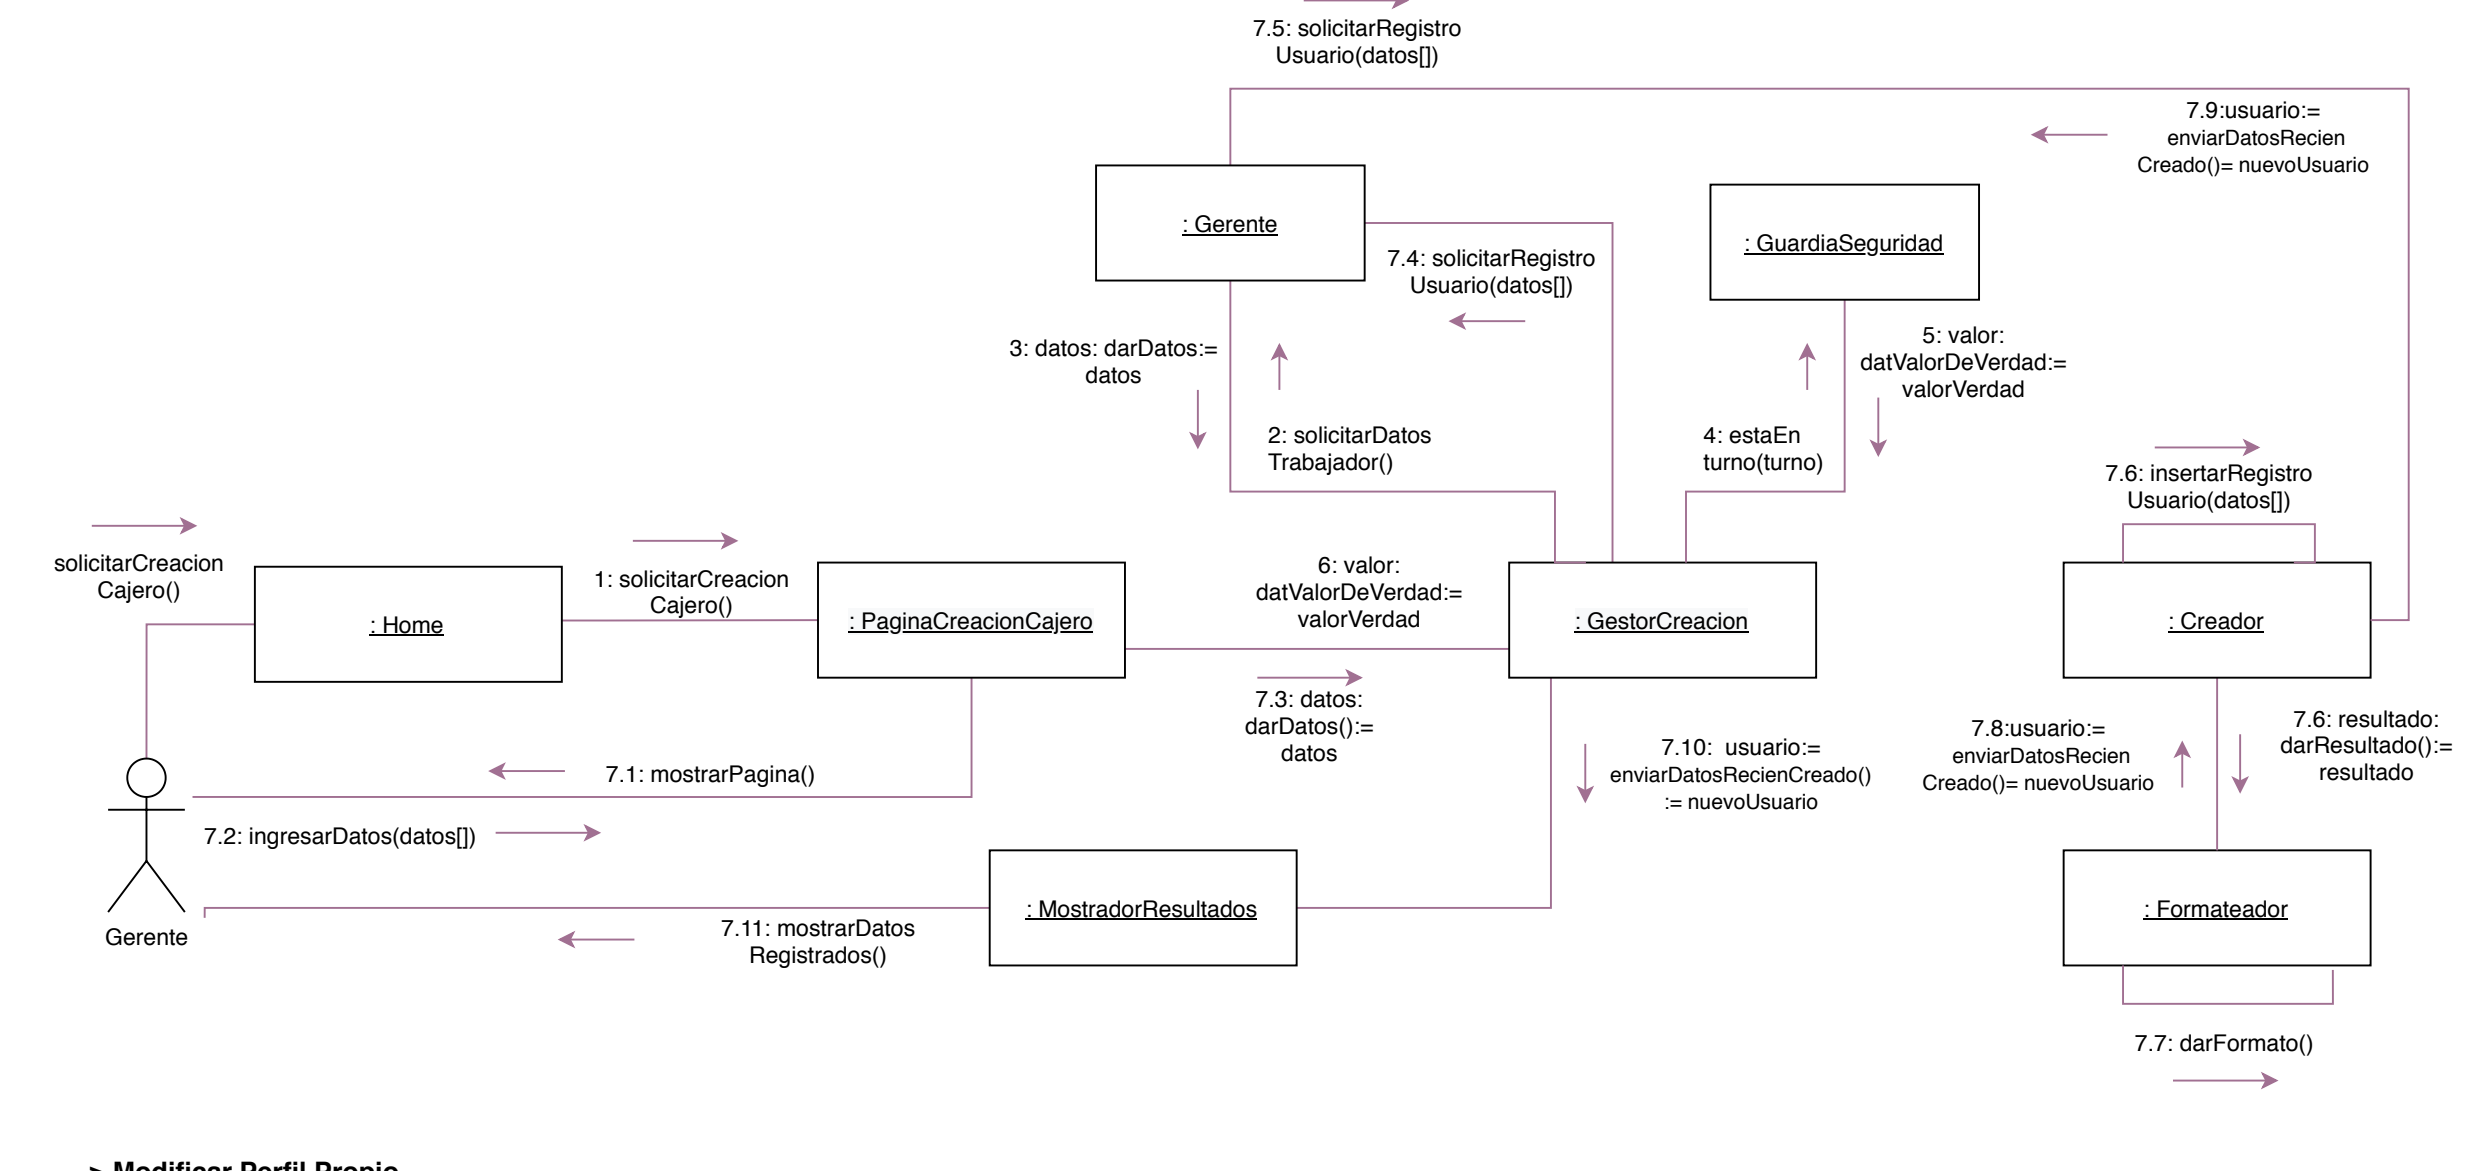 7.5: solicitarRegistro
Usuario(datos[])
7.9:usuario:=
enviarDatosRecien
Creado()= nuevoUsuario
: Gerente
: GuardiaSeguridad
7.4: solicitarRegistro
Usuario(datos[])
3: datos: darDatos:=
datos
5: valor:
datValorDeVerdad:=
valorVerdad
2: solicitarDatos
Trabajador()
4: estaEn
turno(turno)
7.6: insertarRegistro
Usuario(datos[])
solicitarCreacion
Cajero()
: Home
1: solicitarCreacion
Cajero()
: PaginaCreacionCajero
6: valor:
datValorDeVerdad:=
valorVerdad
: GestorCreacion
: Creador
7.3: datos:
darDatos():=
datos
7.10:  usuario:=
enviarDatosRecienCreado()
:= nuevoUsuario
7.8:usuario:=
enviarDatosRecien
Creado()= nuevoUsuario
7.6: resultado:
darResultado():=
resultado
7.1: mostrarPagina()
7.2: ingresarDatos(datos[])
Gerente
: MostradorResultados
7.11: mostrarDatos
Registrados()
: Formateador
7.7: darFormato()
> Modificar Perfil Propio